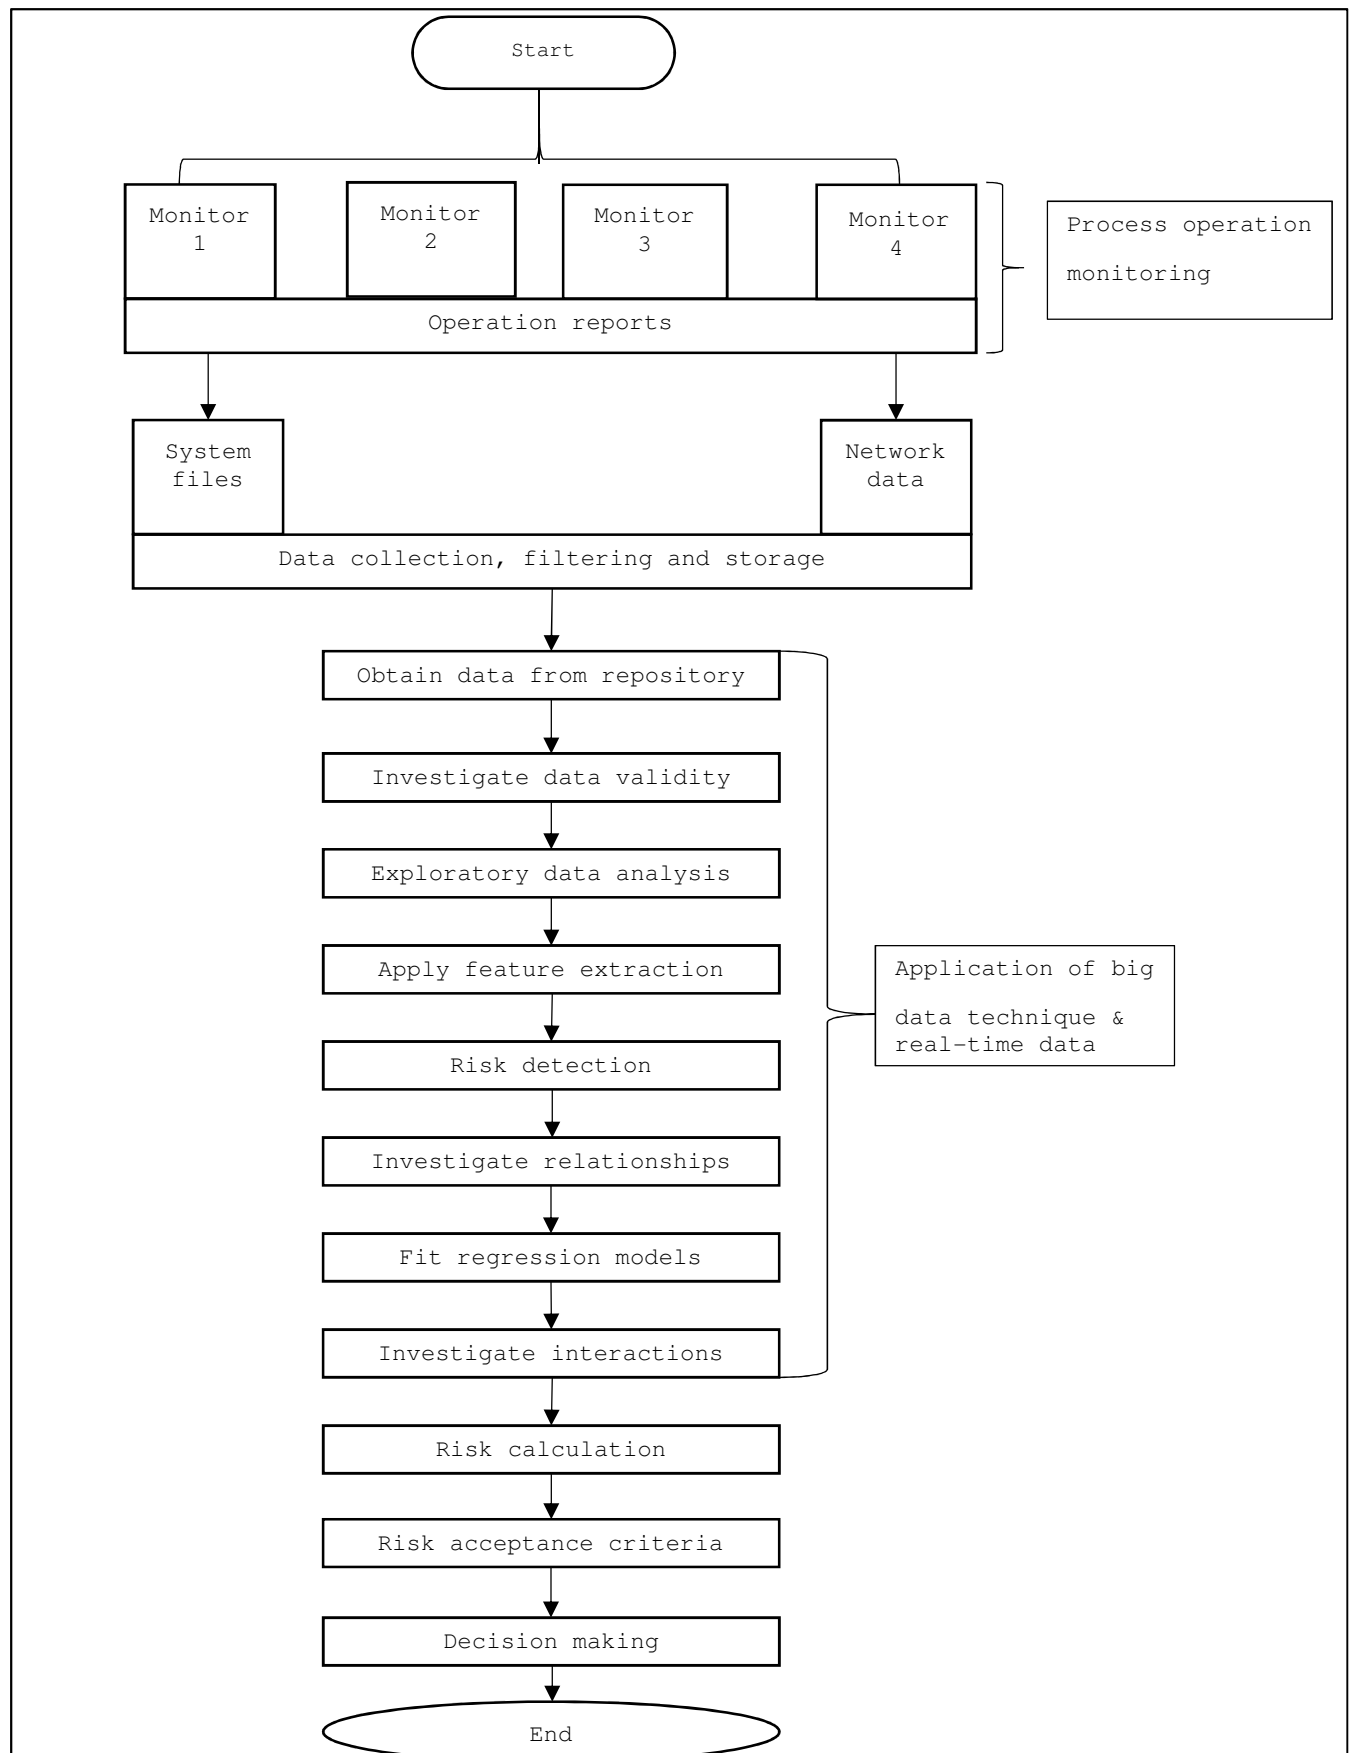 Start
Monitor
1
Monitor
2
Monitor
3
Monitor
4
Process operation
monitoring
Operation reports
System
files
Network
data
Data collection, filtering and storage
Obtain data from repository
Investigate data validity
Exploratory data analysis
Apply feature extraction
Application of big
data technique &
real-time data
Risk detection
Investigate relationships
Fit regression models
Investigate interactions
Risk calculation
Risk acceptance criteria
Decision making
End